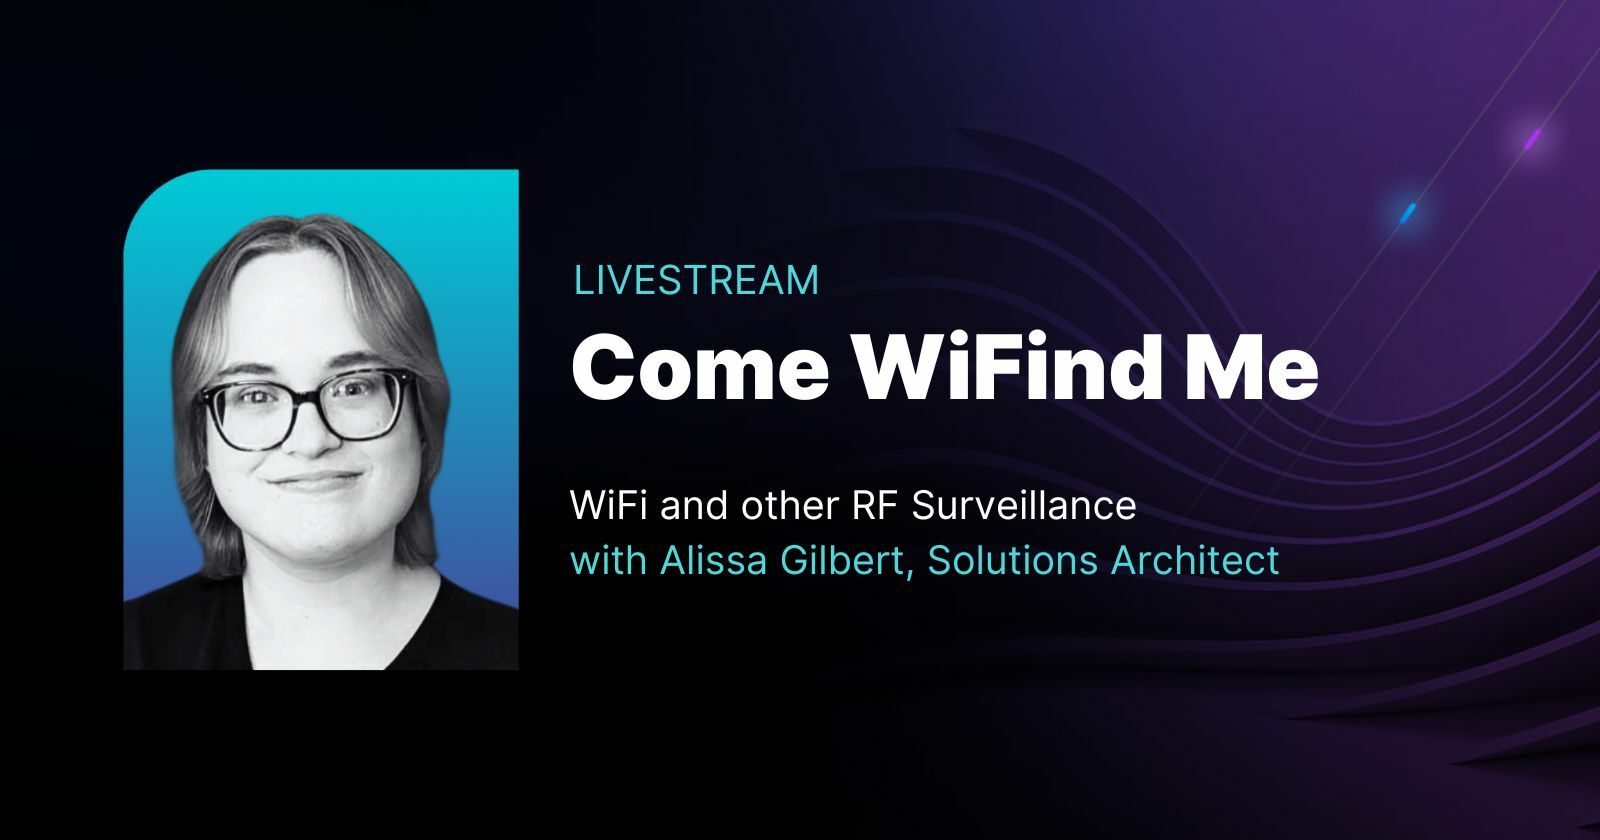 LIVESTREAM
Come WiFind Me
WiFi and other RF Surveillance
with Alissa Gilbert, Solutions Architect